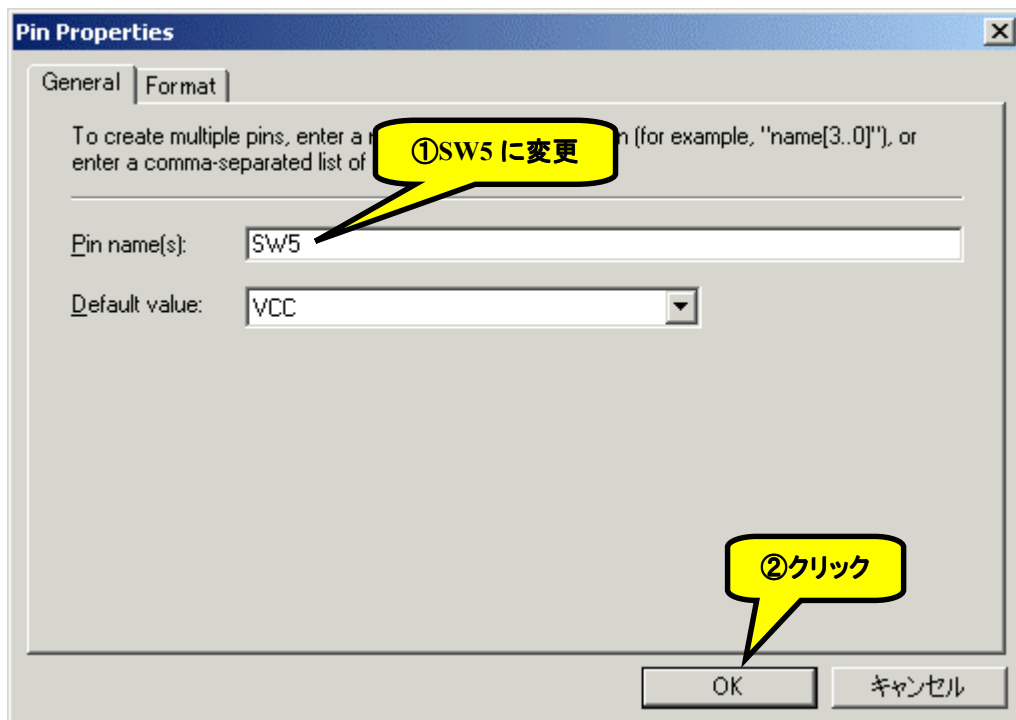 Pin Properties
General Format
To create multiple pins, enter a n (for example, "name[3..0]"), or
①SW5 に変更
enter a comma-separated list of
Pin name(s): SW5
Default value: VCC
②クリック
OK キャンセル